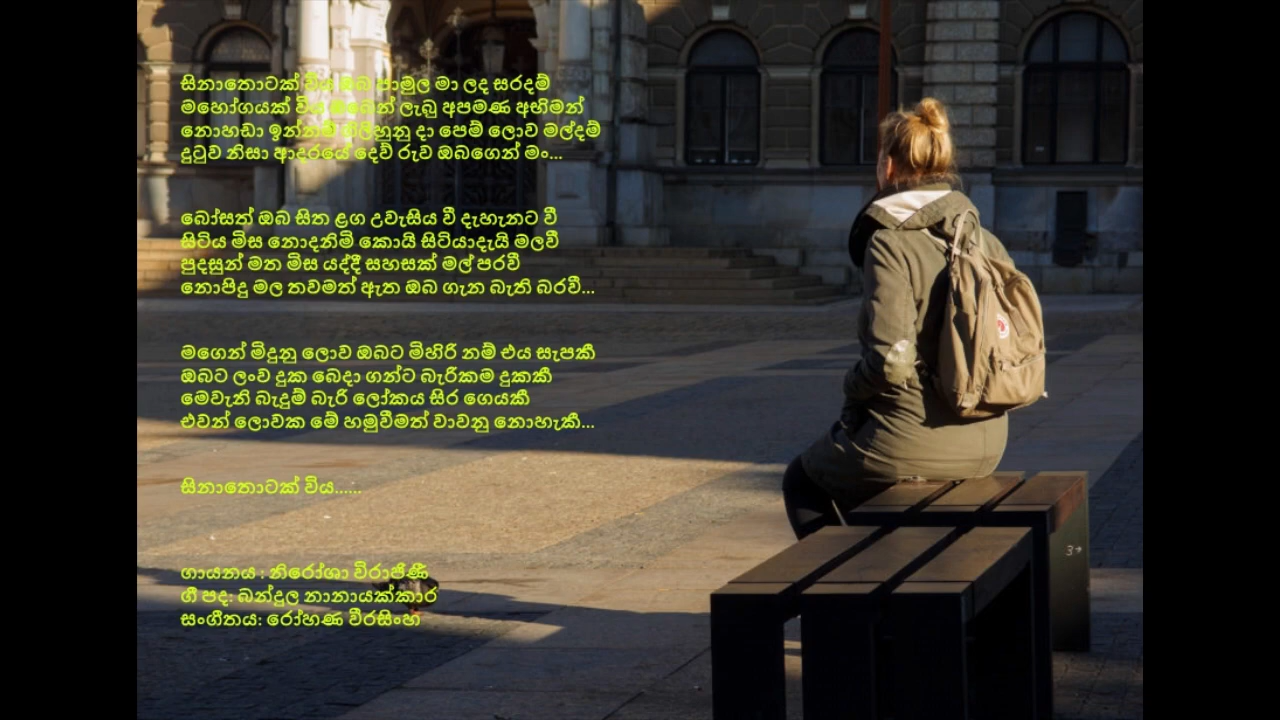 සිනාතොටක් විය ඔබ පාමුල මා ලද සරදම්
මහෝගයක් විය ඔබෙන් ලැබු අපමණ අභිමන්
නොහඩා ඉන්නම් ගිලිහුනු දා පෙම් ලොව මල්දම්
දුටුව නිසා ආදරයේ දෙව් රුව ඔබගෙන් මං...
බෝසත් ඔබ සිත ළග උවැසිය වී දැහැනට වී
සිටිය මිස නොදනිමි කොයි සිටියාදැයි මලවී
පුදසුන් මත මිස යද්දී සහසක් මල් පරවී
නොපිදු මල තවමත් ඇත ඔබ ගැන බැති බරවී...
මගෙන් මිදුනු ලොව ඔබට මිහිරි නම් එය සැපකී
ඔබට ලංව දුක බෙදා ගන්ට බැරිකම දුකකී
මෙවැනි බැඳුම් බැරි ලෝකය සිර ගෙයකී
එවන් ලොවක මේ හමුවීමත් වාවනු නොහැකී...
සිනාතොටක් විය......
ගායනය : නිරෝශා විරාජිණී
ගී පද: බන්දුල නානායක්කාර
සංගීතය: රෝහණ වීරසිංහ
3